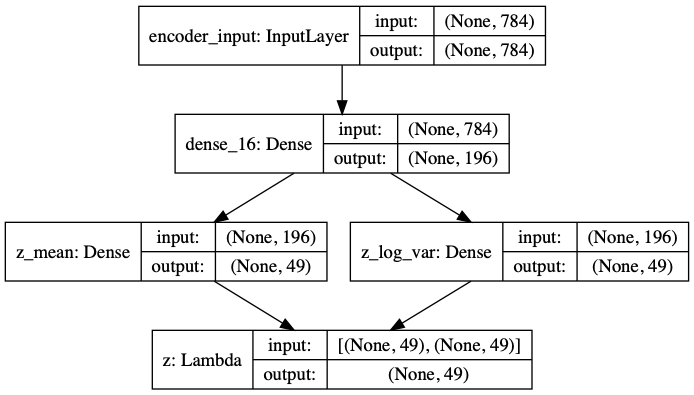 encoder_input: InputLayer
input:
(None, 784)
output:
(None, 784)
dense_16: Dense
input:
(None, 784)
output:
(None, 196)
z_mean: Dense
input:
(None, 196)
output:
(None, 49)
z_log_var: Dense
input:
(None, 196)
output:
(None, 49)
z: Lambda
input:
[(None, 49), (None, 49)]
output:
(None, 49)